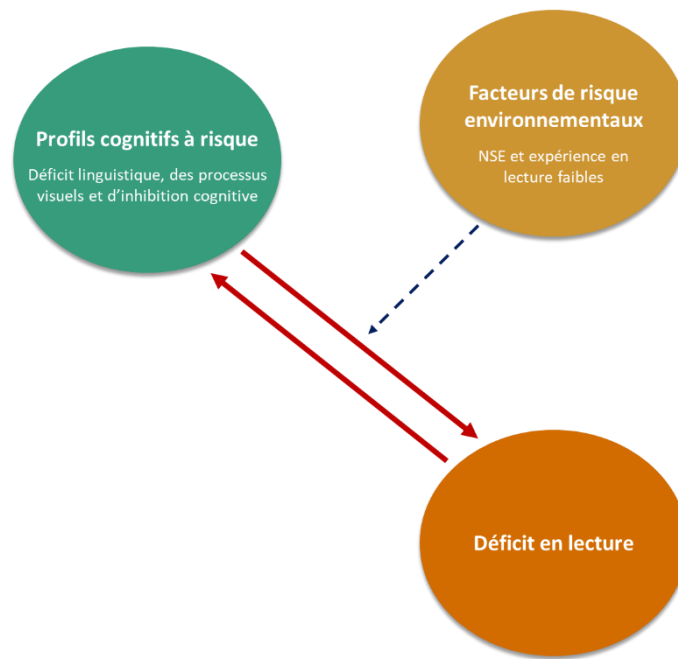 Profils cognitifs à risque
Déficit linguistique, des processus
visuels et d'inhibition cognitive
Facteurs de risque
environnementaux
NSE et expérience en
lecture faibles
Déficit en lecture